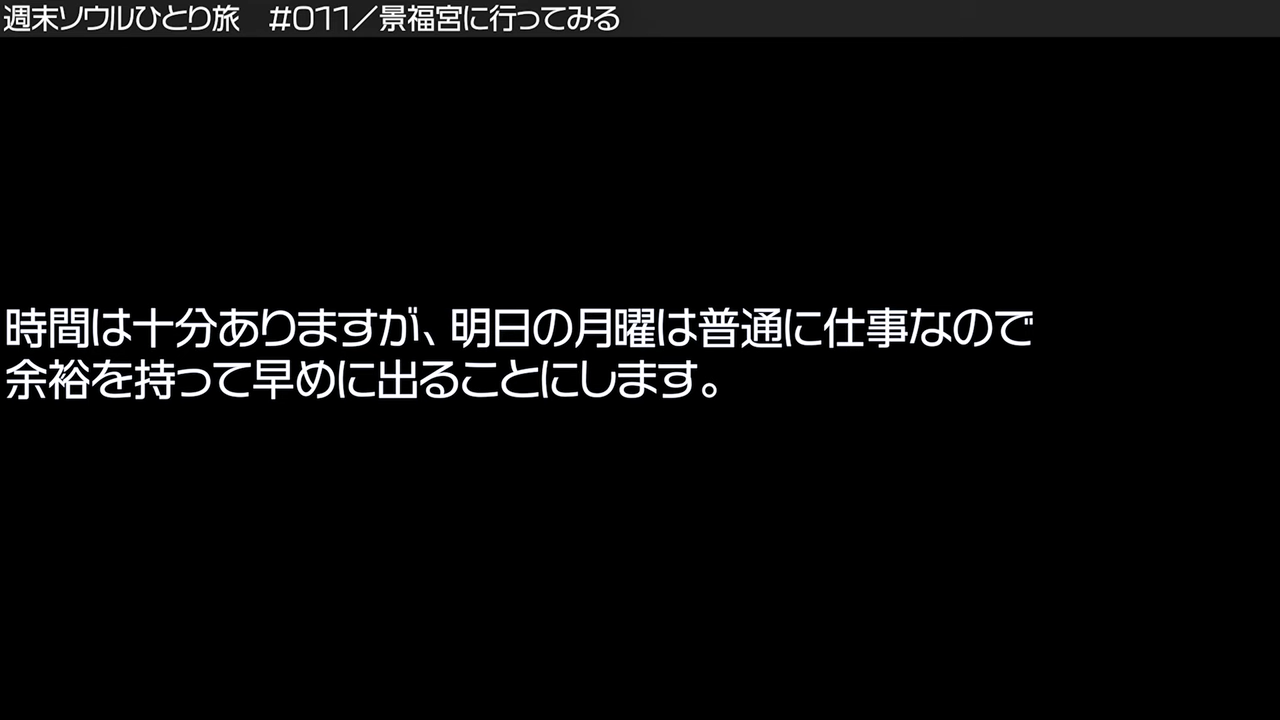 週末ソウルひとり旅　#011／景福宮に行ってみる
時間は十分ありますが、明日の月曜は普通に仕事なので
余裕を持って早めに出ることにします。